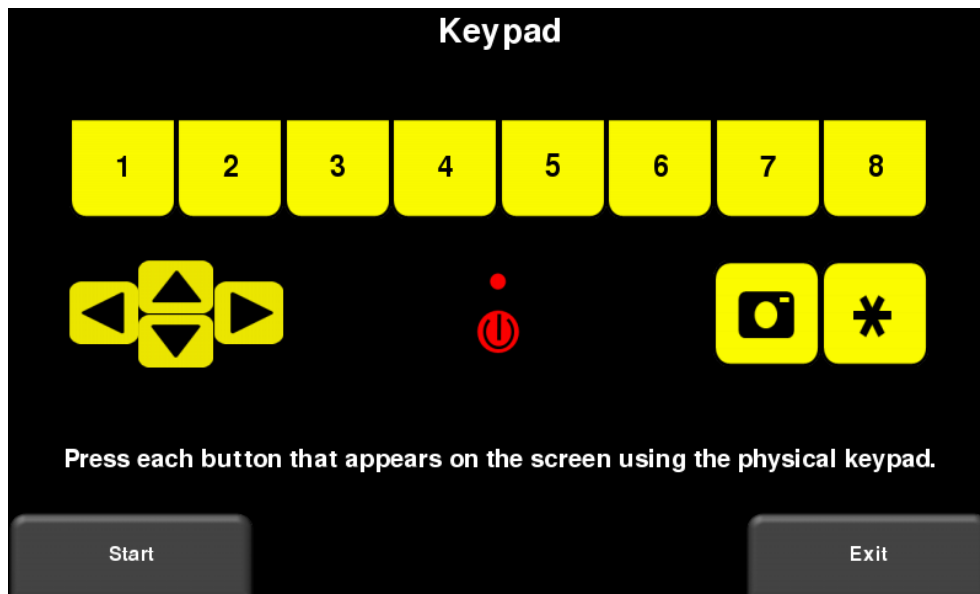 Keypad
1 2 3 4 5 6 7 8
*
Press each button that appears on the screen using the physical keypad.
Start Exit